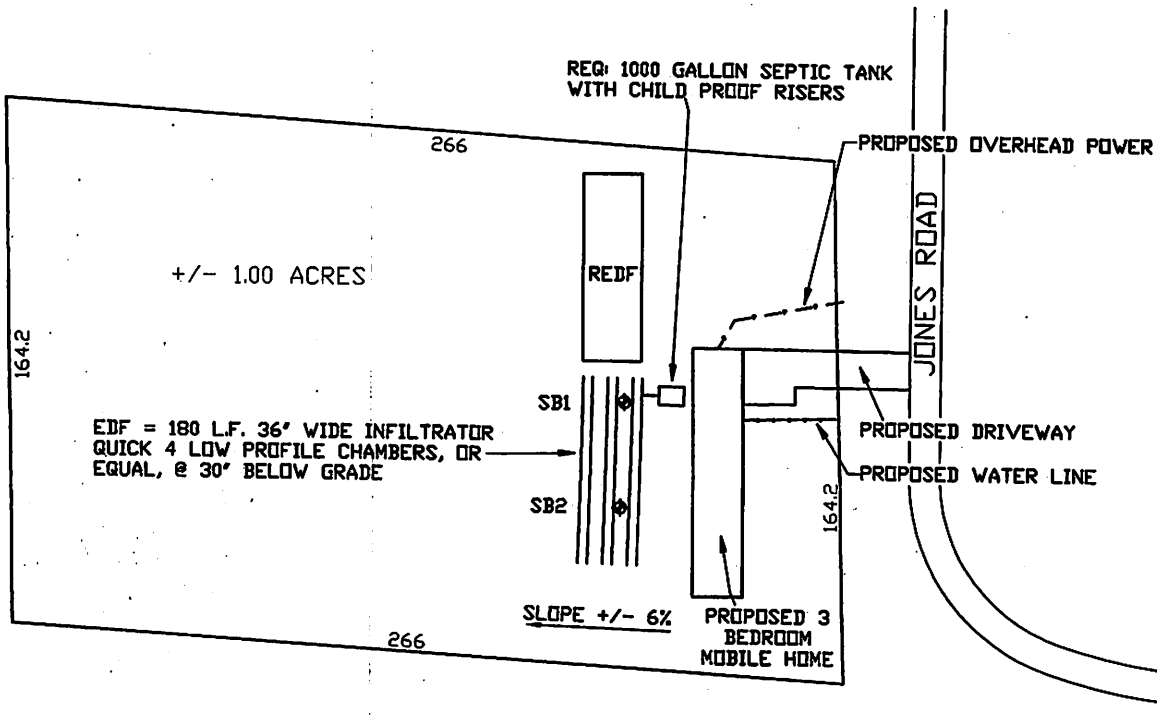 REQ: 1000 GALLON SEPTIC TANK
WITH CHILD PROOF RISERS
266
PROPOSED OVERHEAD POWER
JONES ROAD
+/- 1.00 ACRES
REDF
164.2
SB1
EDF = 180 L.F. 36" WIDE INFILTRATOR
QUICK 4 LOW PROFILE CHAMBERS, OR
EQUAL, @ 30" BELOW GRADE
PROPOSED DRIVEWAY
PROPOSED WATER LINE
SB2
164.2
SLOPE +/- 6%
PROPOSED 3
BEDROOM
MOBILE HOME
266